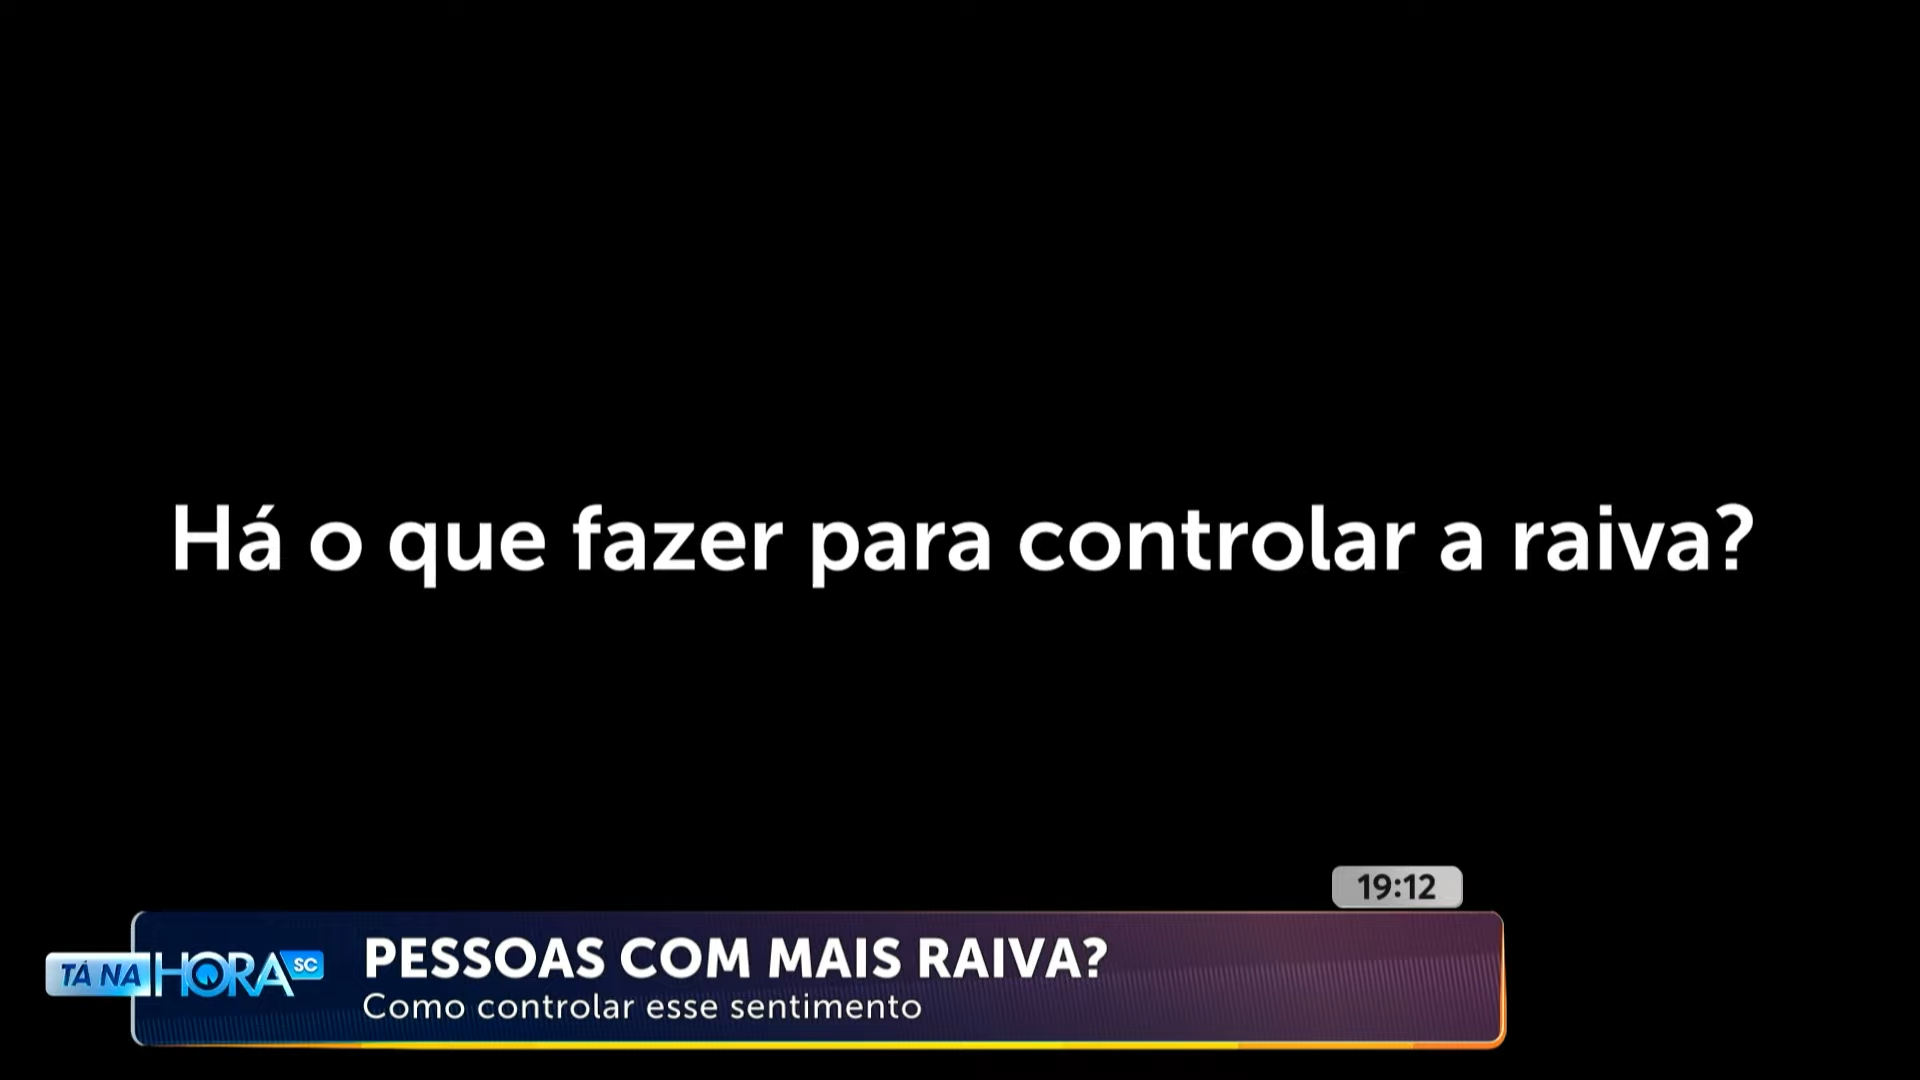 Há o que fazer para controlar a raiva?
19:12
TÁ NA HORA SC
PESSOAS COM MAIS RAIVA?
Como controlar esse sentimento